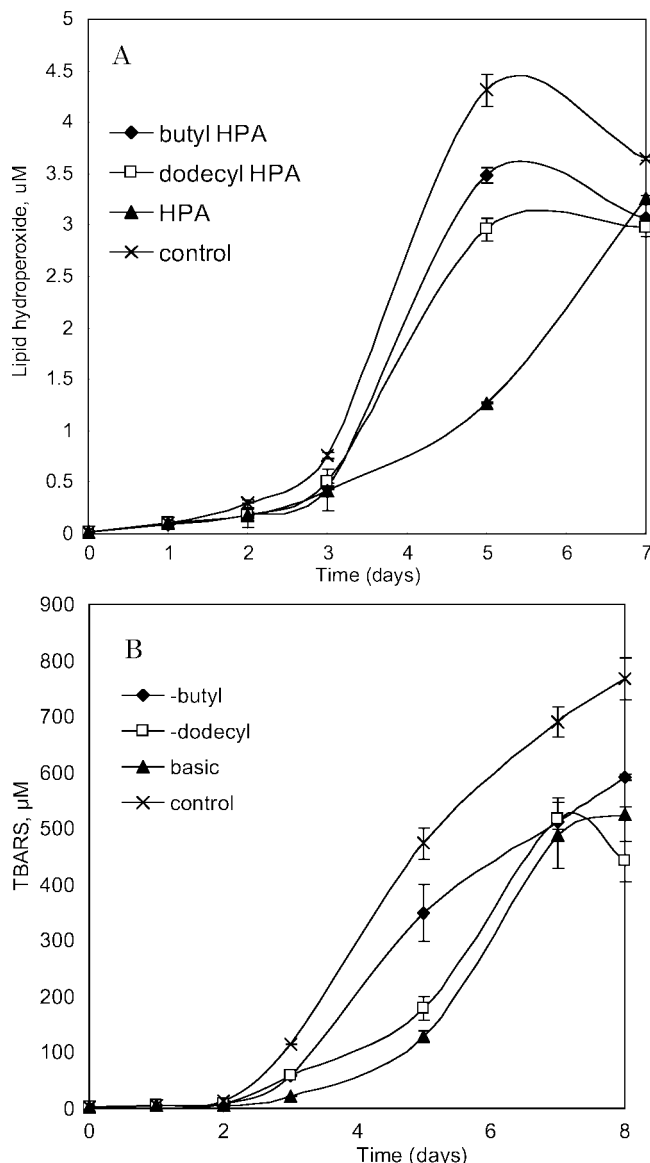 A
5
4.5
4
3.5
3
2.5
2
1.5
1
0.5
0
Lipid hydroperoxide, uM
butyl HPA
dodecyl HPA
HPA
control
0 1 2 3 4 5 6 7
Time (days)
B
900
800
700
600
500
400
300
200
100
0
TBARS, µM
-butyl
-dodecyl
basic
control
0 2 4 6 8
Time (days)